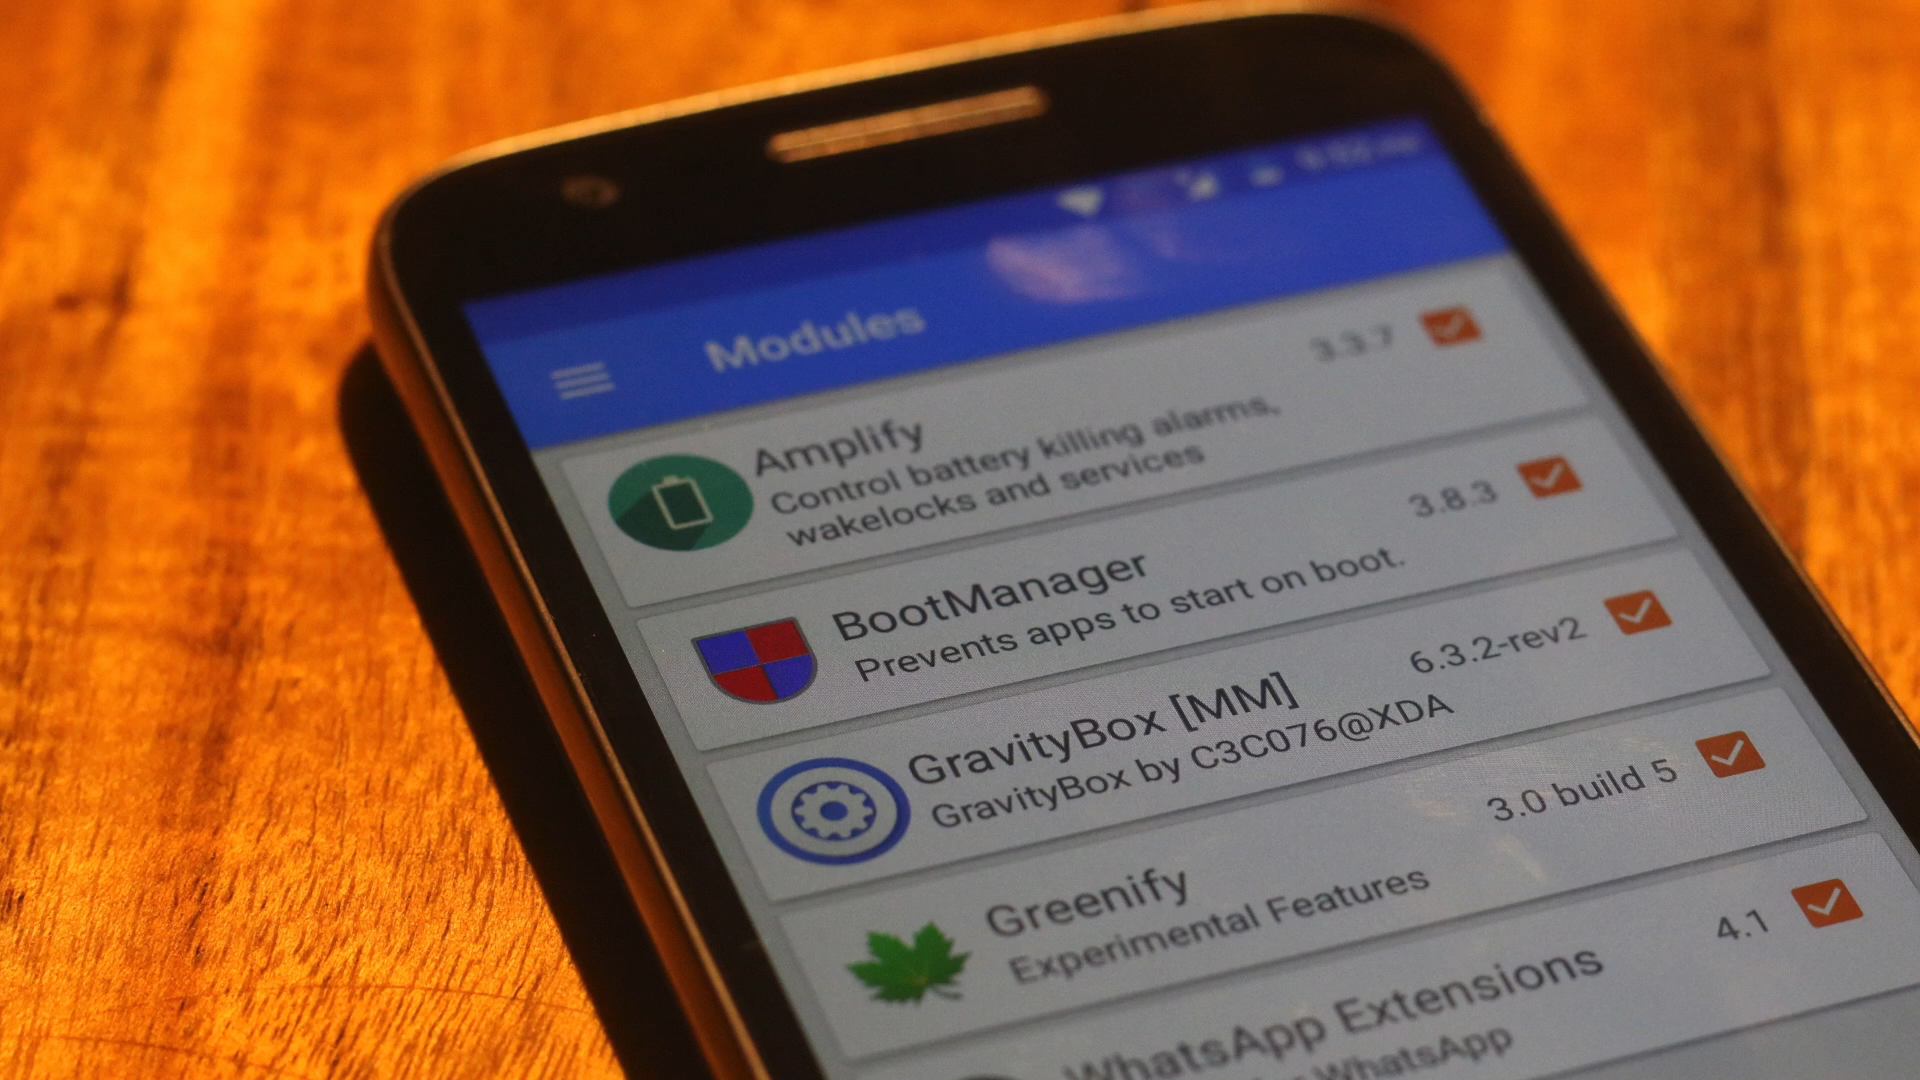 Modules
Amplify
3.3.7
Control battery killing alarms,
wakelocks and services
BootManager
3.8.3
Prevents apps to start on boot.
GravityBox [MM]
6.3.2-rev2
GravityBox by C3C076@XDA
Greenify
3.0 build 5
Experimental Features
WhatsApp Extensions
4.1
WhatsApp